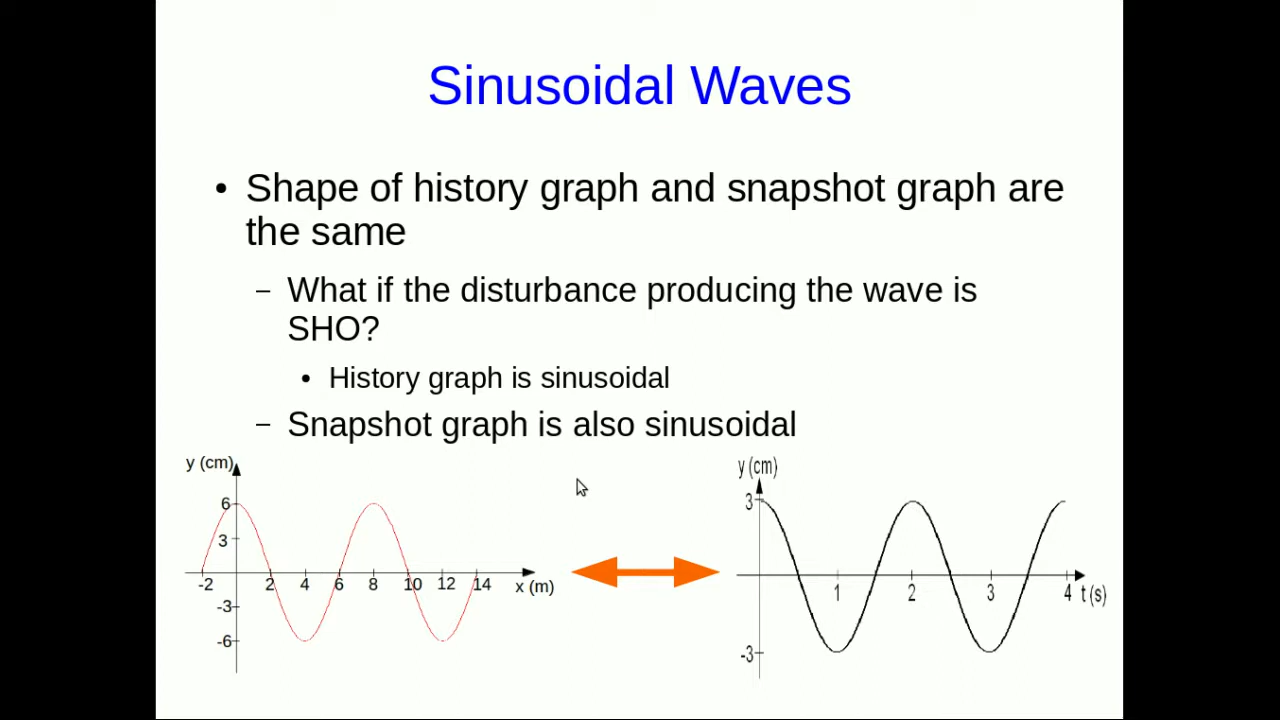 Sinusoidal Waves
• Shape of history graph and snapshot graph are
the same
– What if the disturbance producing the wave is
SHO?
• History graph is sinusoidal
– Snapshot graph is also sinusoidal
y (cm)
6
3
-2 2 4 6 8 10 12 14 x (m)
-3
-6
y (cm)
3
1 2 3 4 t (s)
-3